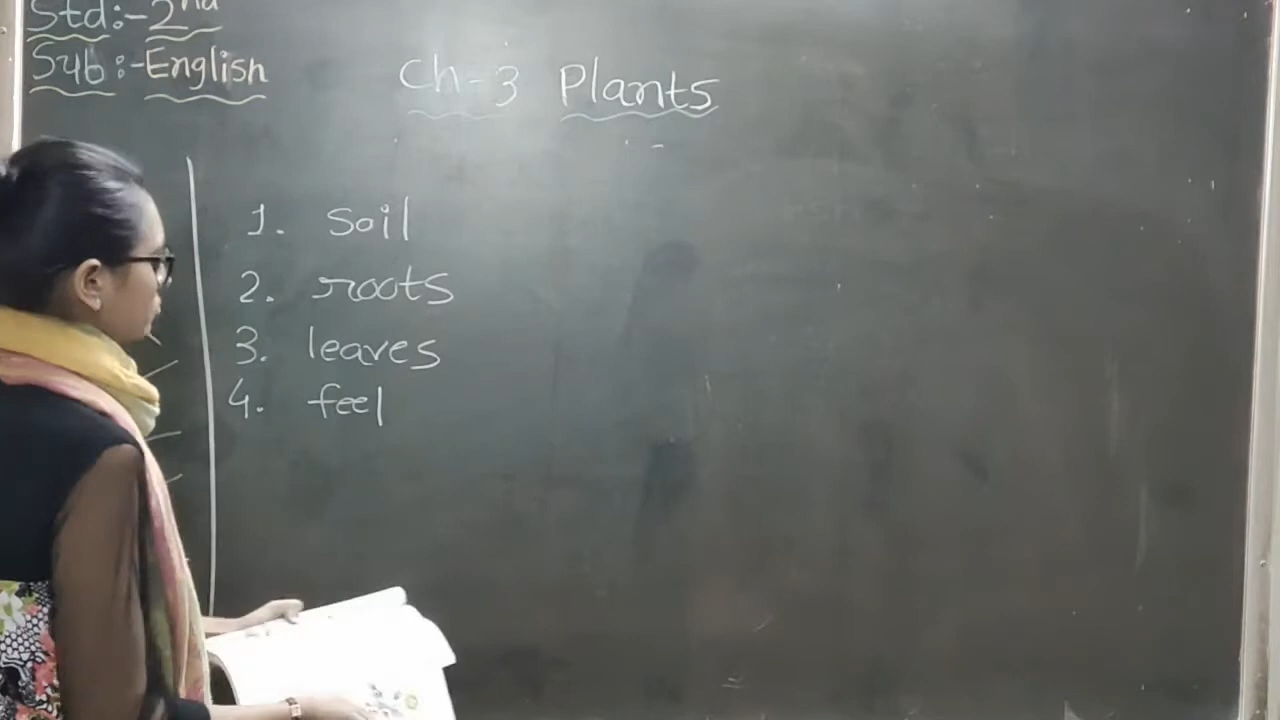 Std:- 2nd
Sub:- English
Ch-3 Plants
1. Soil
2. roots
3. leaves
4. feel